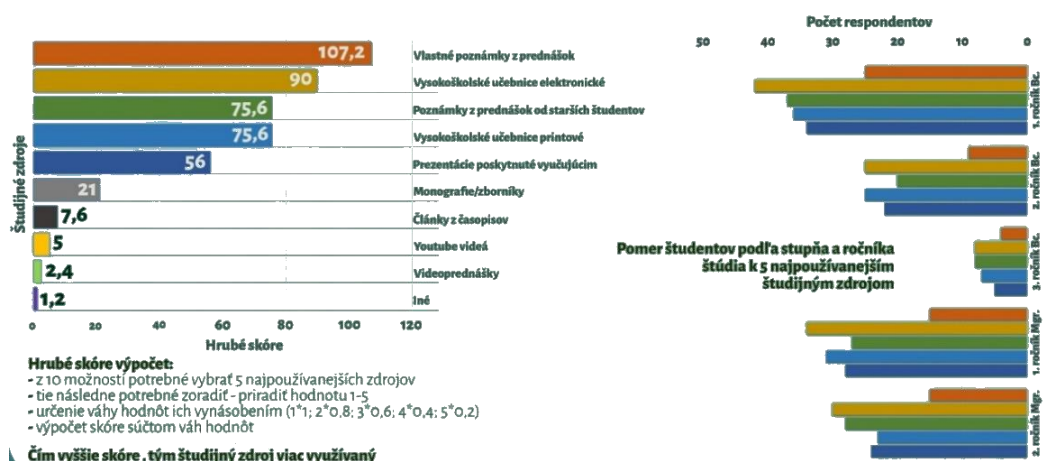 Študijné zdroje
107,2 Vlastné poznámky z prednášok
90 Vysokoškolské učebnice elektronické
75,6 Poznámky z prednášok od starších študentov
75,6 Vysokoškolské učebnice printové
56 Prezentácie poskytnuté vyučujúcim
21 Monografie/zborníky
7,6 Články z časopisov
5 Youtube videá
2,4 Videoprednášky
1,2 Iné
0 20 40 60 80 100 120
Hrubé skóre
Hrubé skóre výpočet:
- z 10 možností potrebné vybrať 5 najpoužívanejších zdrojov
- tie následne potrebné zoradiť - priradiť hodnotu 1-5
- určenie váhy hodnôt ich vynásobením (1*1; 2*0,8; 3*0,6; 4*0,4; 5*0,2)
- výpočet skóre súčtom váh hodnôt
Čím vyššie skóre , tým študijný zdroj viac využívaný
Počet respondentov
50 40 30 20 10 0
1. ročník Bc.
2. ročník Bc.
3. ročník Bc.
1. ročník Mgr.
2. ročník Mgr.
Pomer študentov podľa stupňa a ročníka
štúdia k 5 najpoužívanejším
študijným zdrojom